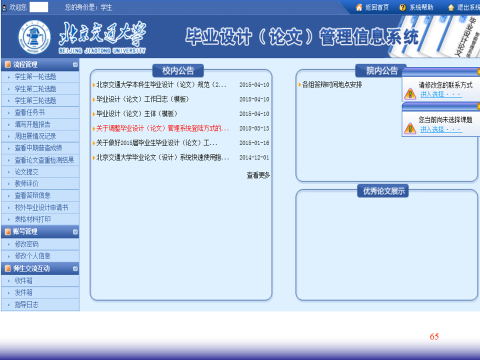 欢迎您 您的身份是：学生
返回首页 系统帮助 退出系统
北京交通大学
BEIJING JIAOTONG UNIVERSITY
毕业设计（论文）管理信息系统
流程管理
学生第一轮选题
学生第二轮选题
学生第三轮选题
查看任务书
填写开题报告
周进展情况记录
查看中期普查成绩
查看论文查重检测结果
论文提交
教师评价
查看答辩信息
校外毕业设计申请书
表格材料打印
账号管理
修改密码
修改个人信息
师生交流互动
收件箱
发件箱
指导日志
校内公告
北京交通大学本科生毕业设计（论文）规范（2... 2015-04-10
毕业设计（论文）工作日志（模板） 2013-04-10
毕业设计（论文）主体（模板） 2015-04-10
关于调整毕业设计（论文）管理系统登陆方式的... 2013-03-13
关于做好2015届毕业生毕业设计（论文）工... 2015-01-16
北京交通大学毕业论文（设计）系统快速使用指... 2014-12-01
查看更多
院内公告
各组答辩时间地点安排
请修改您的联系方式
进入选择・・・
您当前尚未选择课题
进入选择・・・
优秀论文展示
65